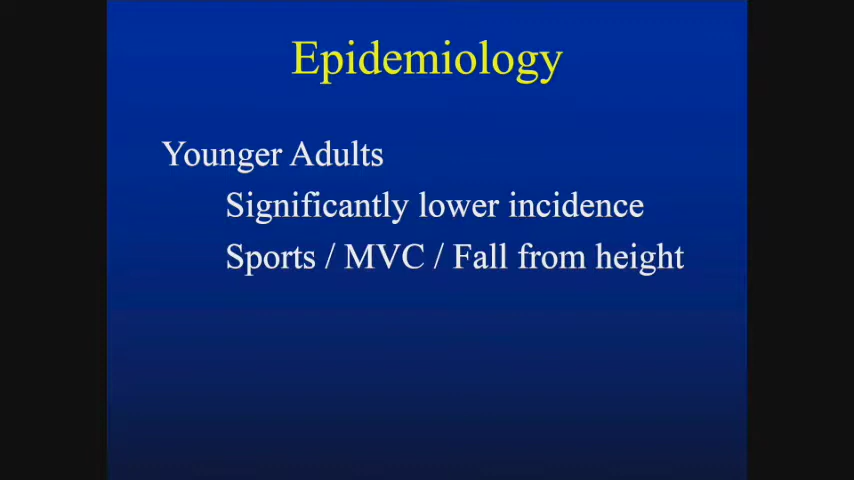 Epidemiology
Younger Adults
Significantly lower incidence
Sports / MVC / Fall from height